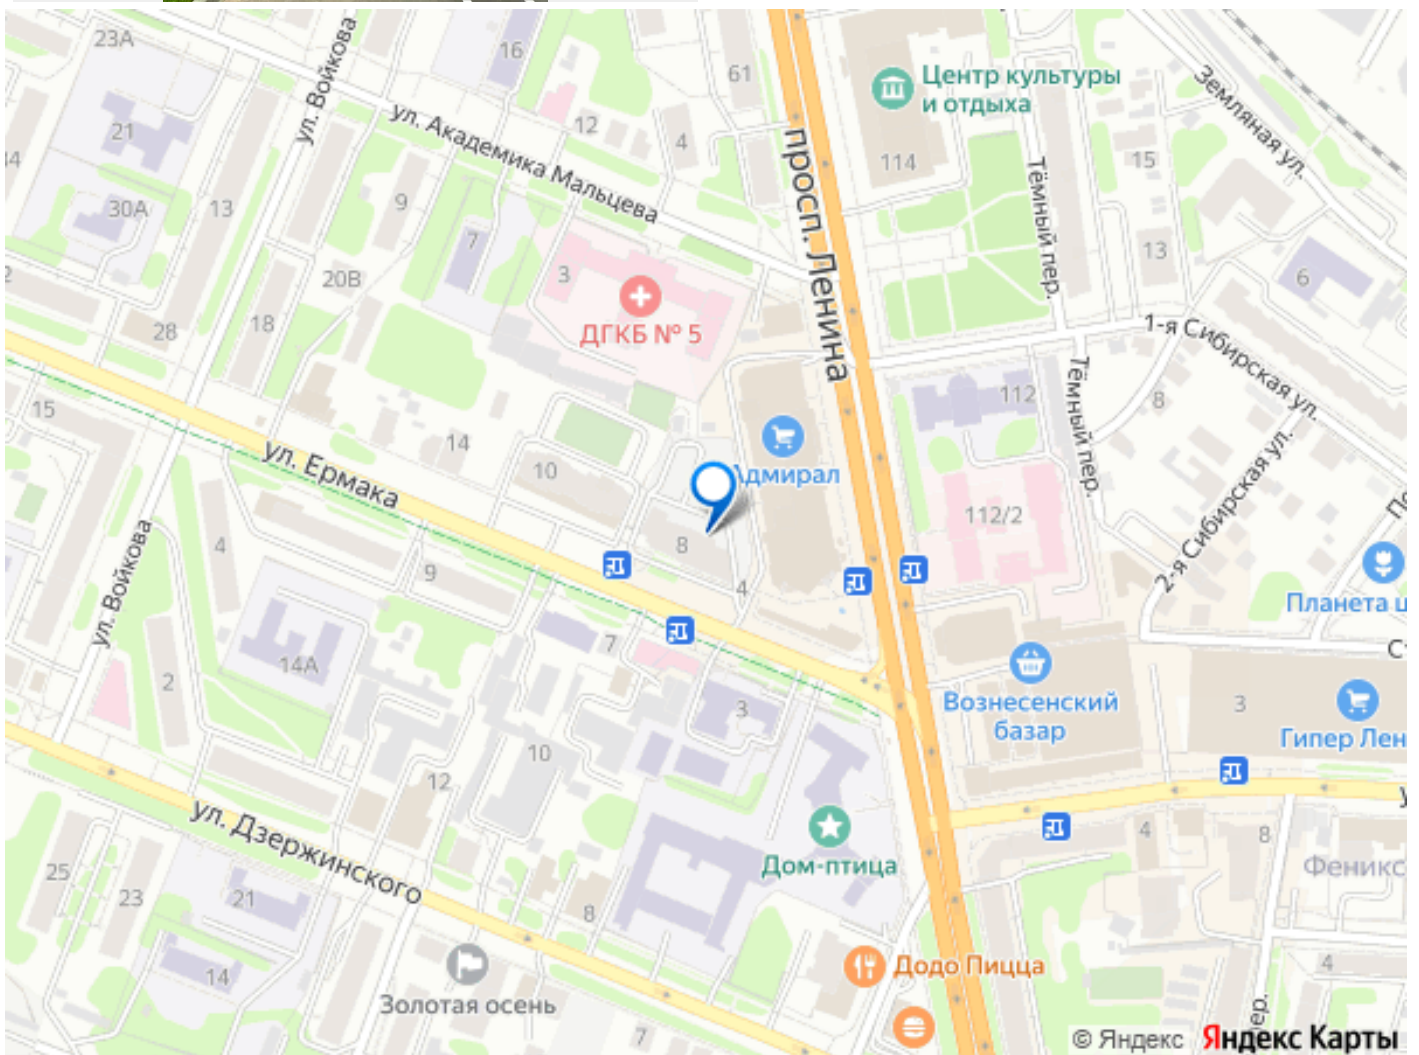 23А
ул. Войкова
16
61
Центр культуры
и отдыха
Земляная ул.
21
ул. Академика Мальцева
12
4
просп. Ленина
114
Тёмный пер.
15
30А
13
9
7
3
13
6
20В
ДГКБ № 5
28
18
1-я Сибирская ул.
Тёмный пер.
15
14
112
8
ул. Ермака
10
Адмирал
2-я Сибирская ул.
112/2
ул. Войкова
4
9
8
4
Планета ц
7
14А
2
Вознесенский
базар
3
3
Гипер Лен
10
12
ул. Дзержинского
Дом-птица
4
8
Феникс
25
23
21
8
14
Золотая осень
Додо Пицца
4
7
пер.
© Яндекс Яндекс Карты